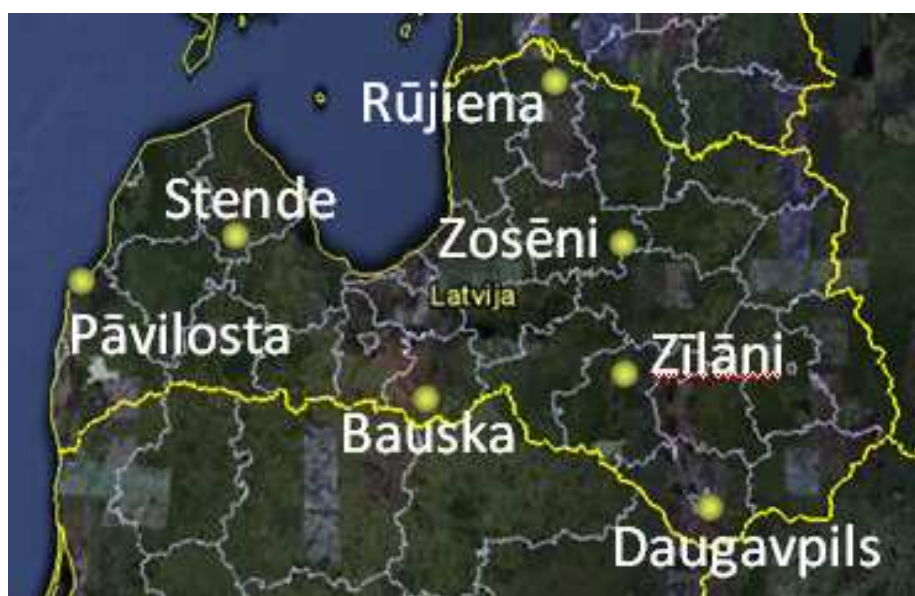 Rūjiena
Stende
Zosēni
Latvija
Pāvilosta
Zīlāni
Bauska
Daugavpils